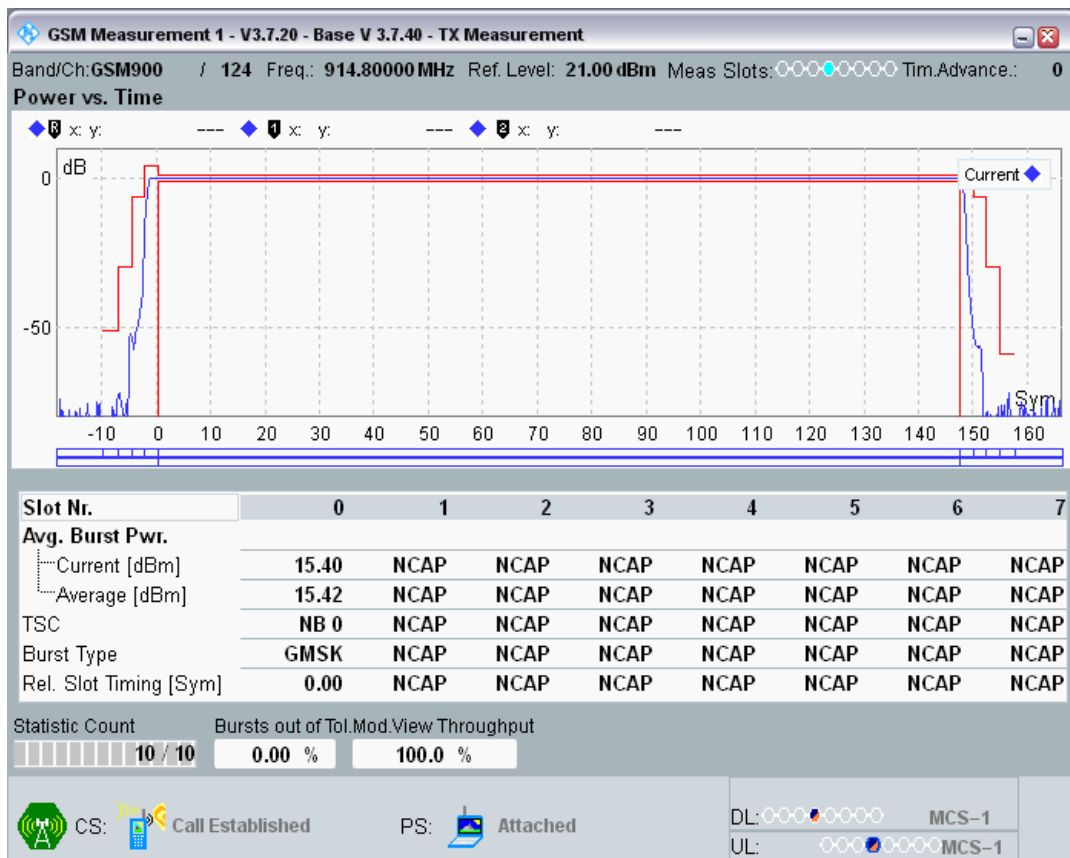 GSM Measurement 1 - V3.7.20 - Base V 3.7.40 - TX Measurement
Band/Ch:GSM900 / 124 Freq.: 914.80000 MHz Ref. Level: 21.00 dBm Meas Slots: Tim.Advance.: 0
Power vs. Time
R x: y: --- 1 x: y: --- 2 x: y: ---
dB
Current
0
-50
Sym
-10 0 10 20 30 40 50 60 70 80 90 100 110 120 130 140 150 160
Slot Nr. 0 1 2 3 4 5 6 7
Avg. Burst Pwr.
Current [dBm] 15.40 NCAP NCAP NCAP NCAP NCAP NCAP NCAP
Average [dBm] 15.42 NCAP NCAP NCAP NCAP NCAP NCAP NCAP
TSC NB 0 NCAP NCAP NCAP NCAP NCAP NCAP NCAP
Burst Type GMSK NCAP NCAP NCAP NCAP NCAP NCAP NCAP
Rel. Slot Timing [Sym] 0.00 NCAP NCAP NCAP NCAP NCAP NCAP NCAP
Statistic Count Bursts out of Tol.Mod.View Throughput
10 / 10 0.00 % 100.0 %
CS: Call Established PS: Attached
DL: MCS-1
UL: MCS-1